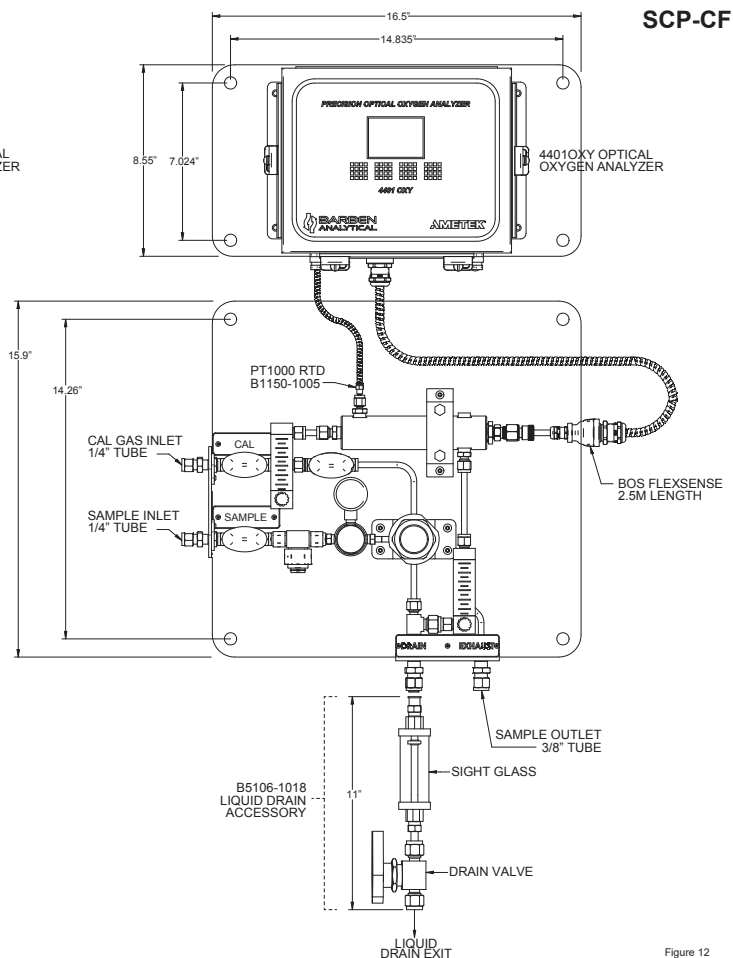 SCP-CF
16.5"
14.835"
8.55"
7.024"
PRECISION OPTICAL OXYGEN ANALYZER
4401 OXY
BARBEN
ANALYTICAL
AMETEK
AL
ZER
4401OXY OPTICAL
OXYGEN ANALYZER
15.9"
14.26"
PT1000 RTD
B1150-1005
CAL GAS INLET
1/4" TUBE
CAL
SAMPLE INLET
1/4" TUBE
SAMPLE
BOS FLEXSENSE
2.5M LENGTH
DRAIN
EXHAUST
SAMPLE OUTLET
3/8" TUBE
B5106-1018
LIQUID DRAIN
ACCESSORY
11"
SIGHT GLASS
DRAIN VALVE
LIQUID
DRAIN EXIT
Figure 12